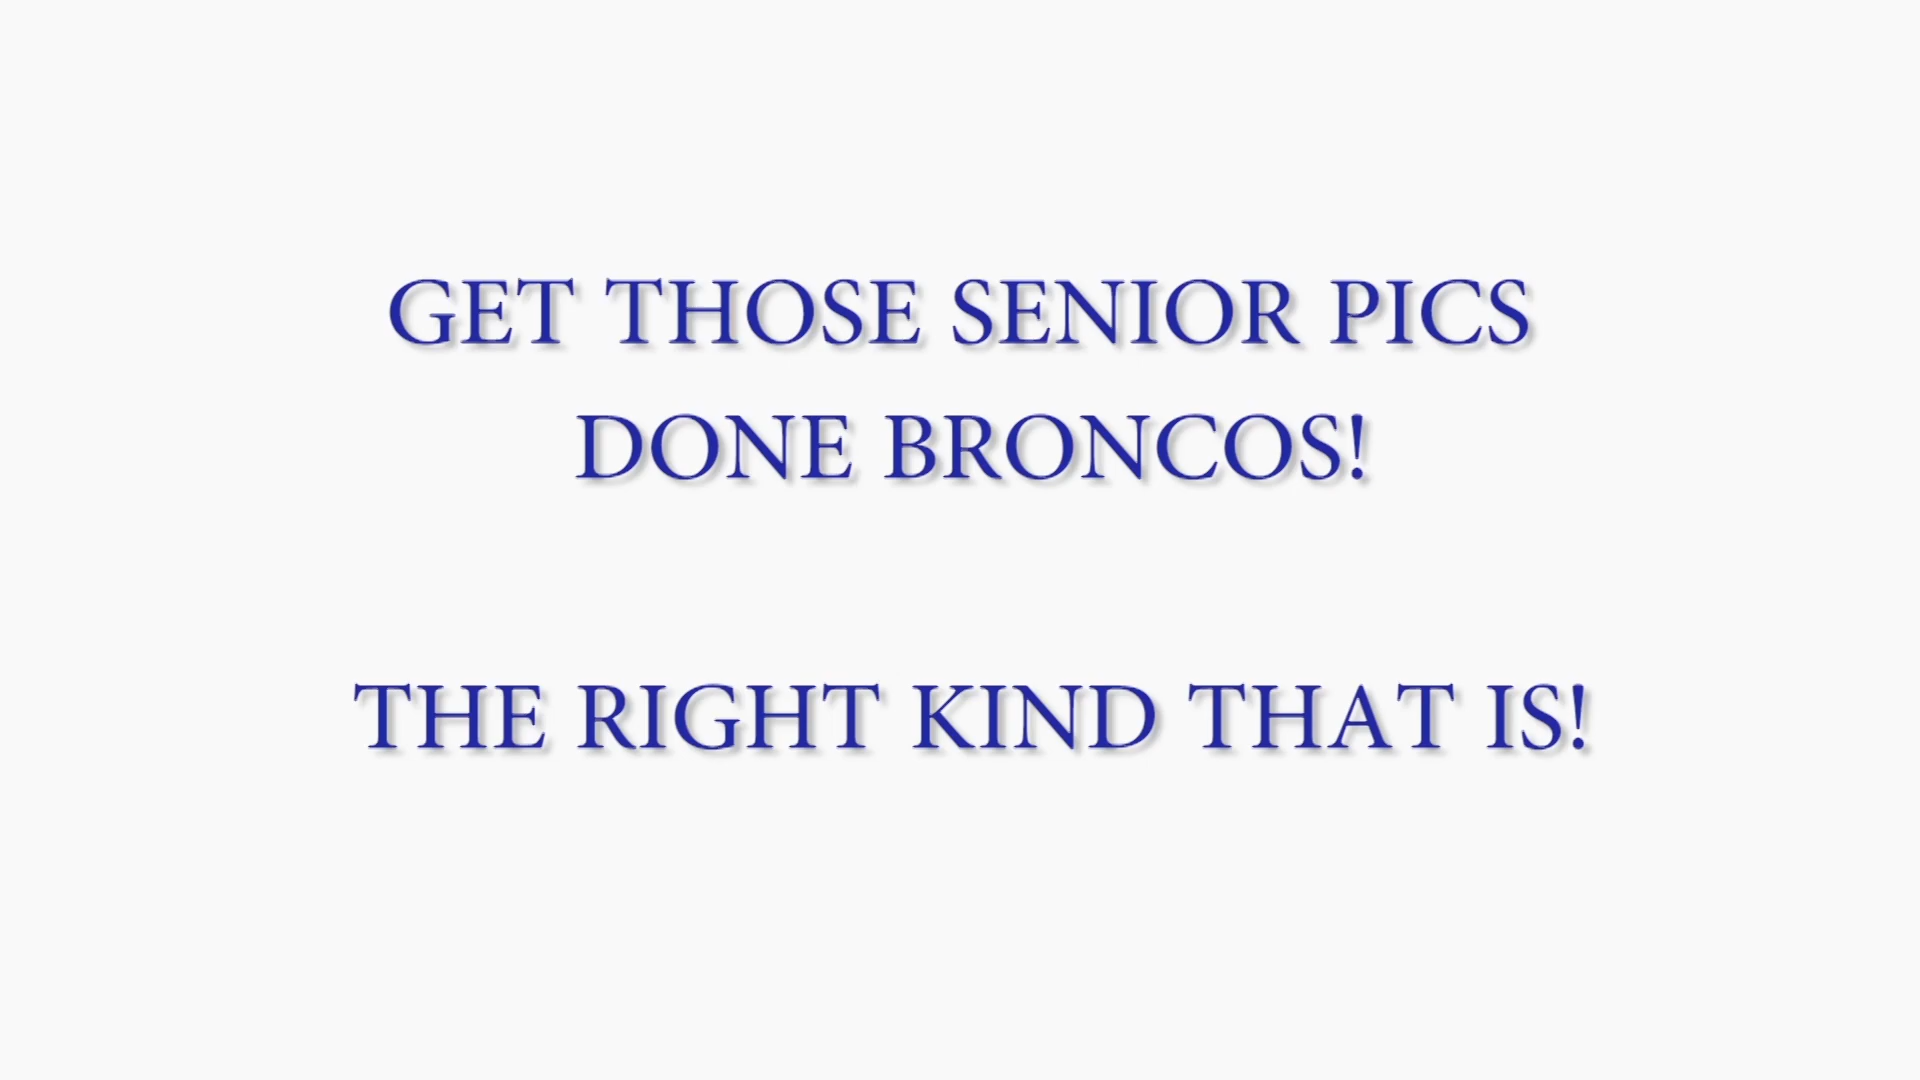 GET THOSE SENIOR PICS
DONE BRONCOS!
THE RIGHT KIND THAT IS!